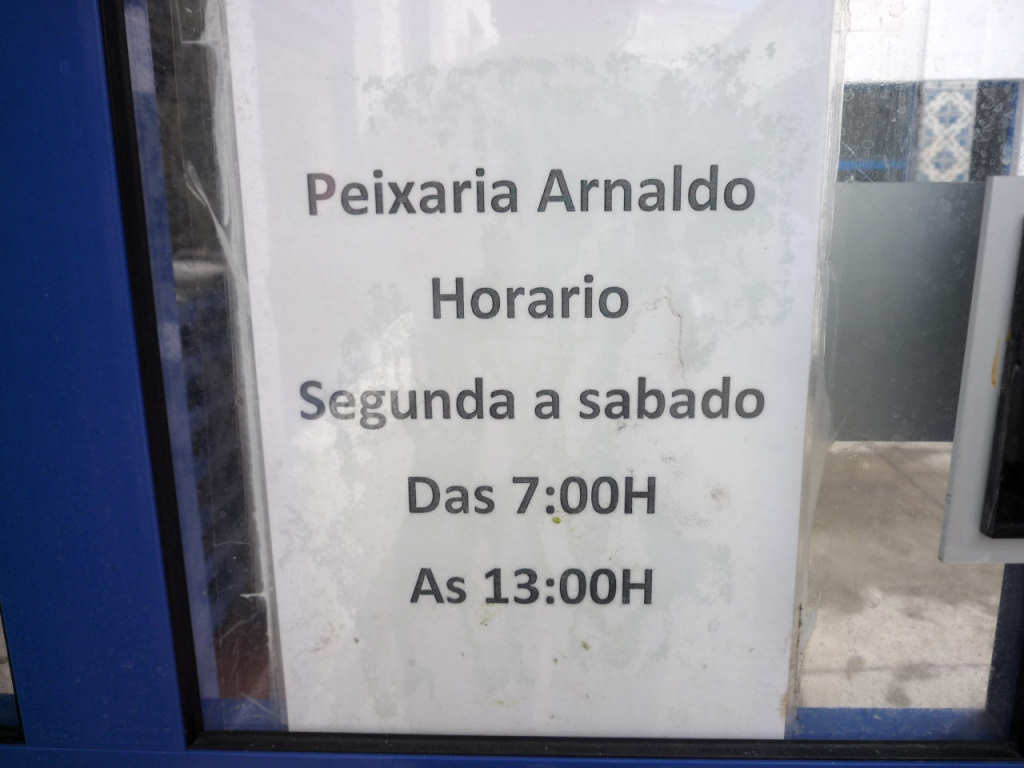 Peixaria Arnaldo
Horario
Segunda a sabado
Das 7:00H
As 13:00H